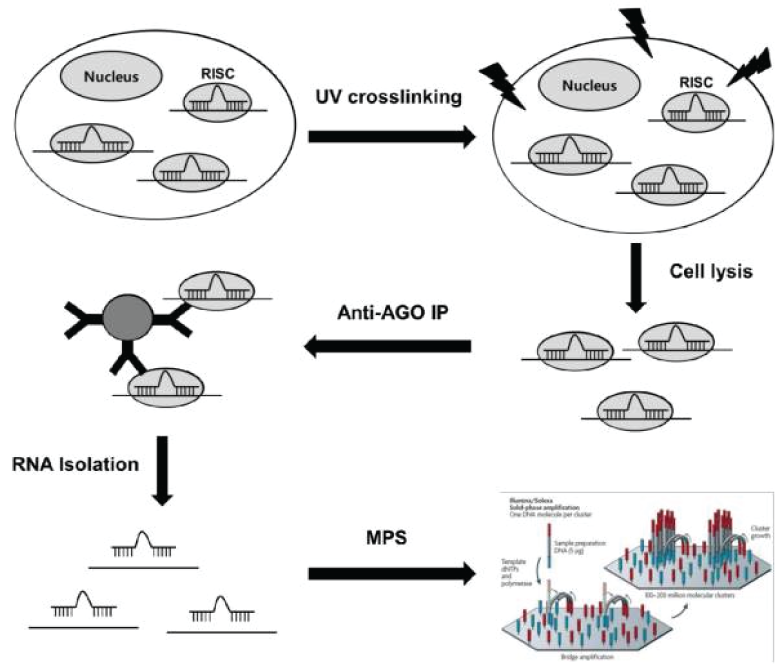 Nucleus
RISC
UV crosslinking
Nucleus
RISC
Cell lysis
Anti-AGO IP
RNA Isolation
MPS
Illumina/Solexa
Solid-phase amplification
One DNA molecule per cluster
Sample preparation
DNA (5 µg)
Template
dNTPs
and
polymerase
Bridge amplification
Cluster
growth
100–200 million molecular clusters